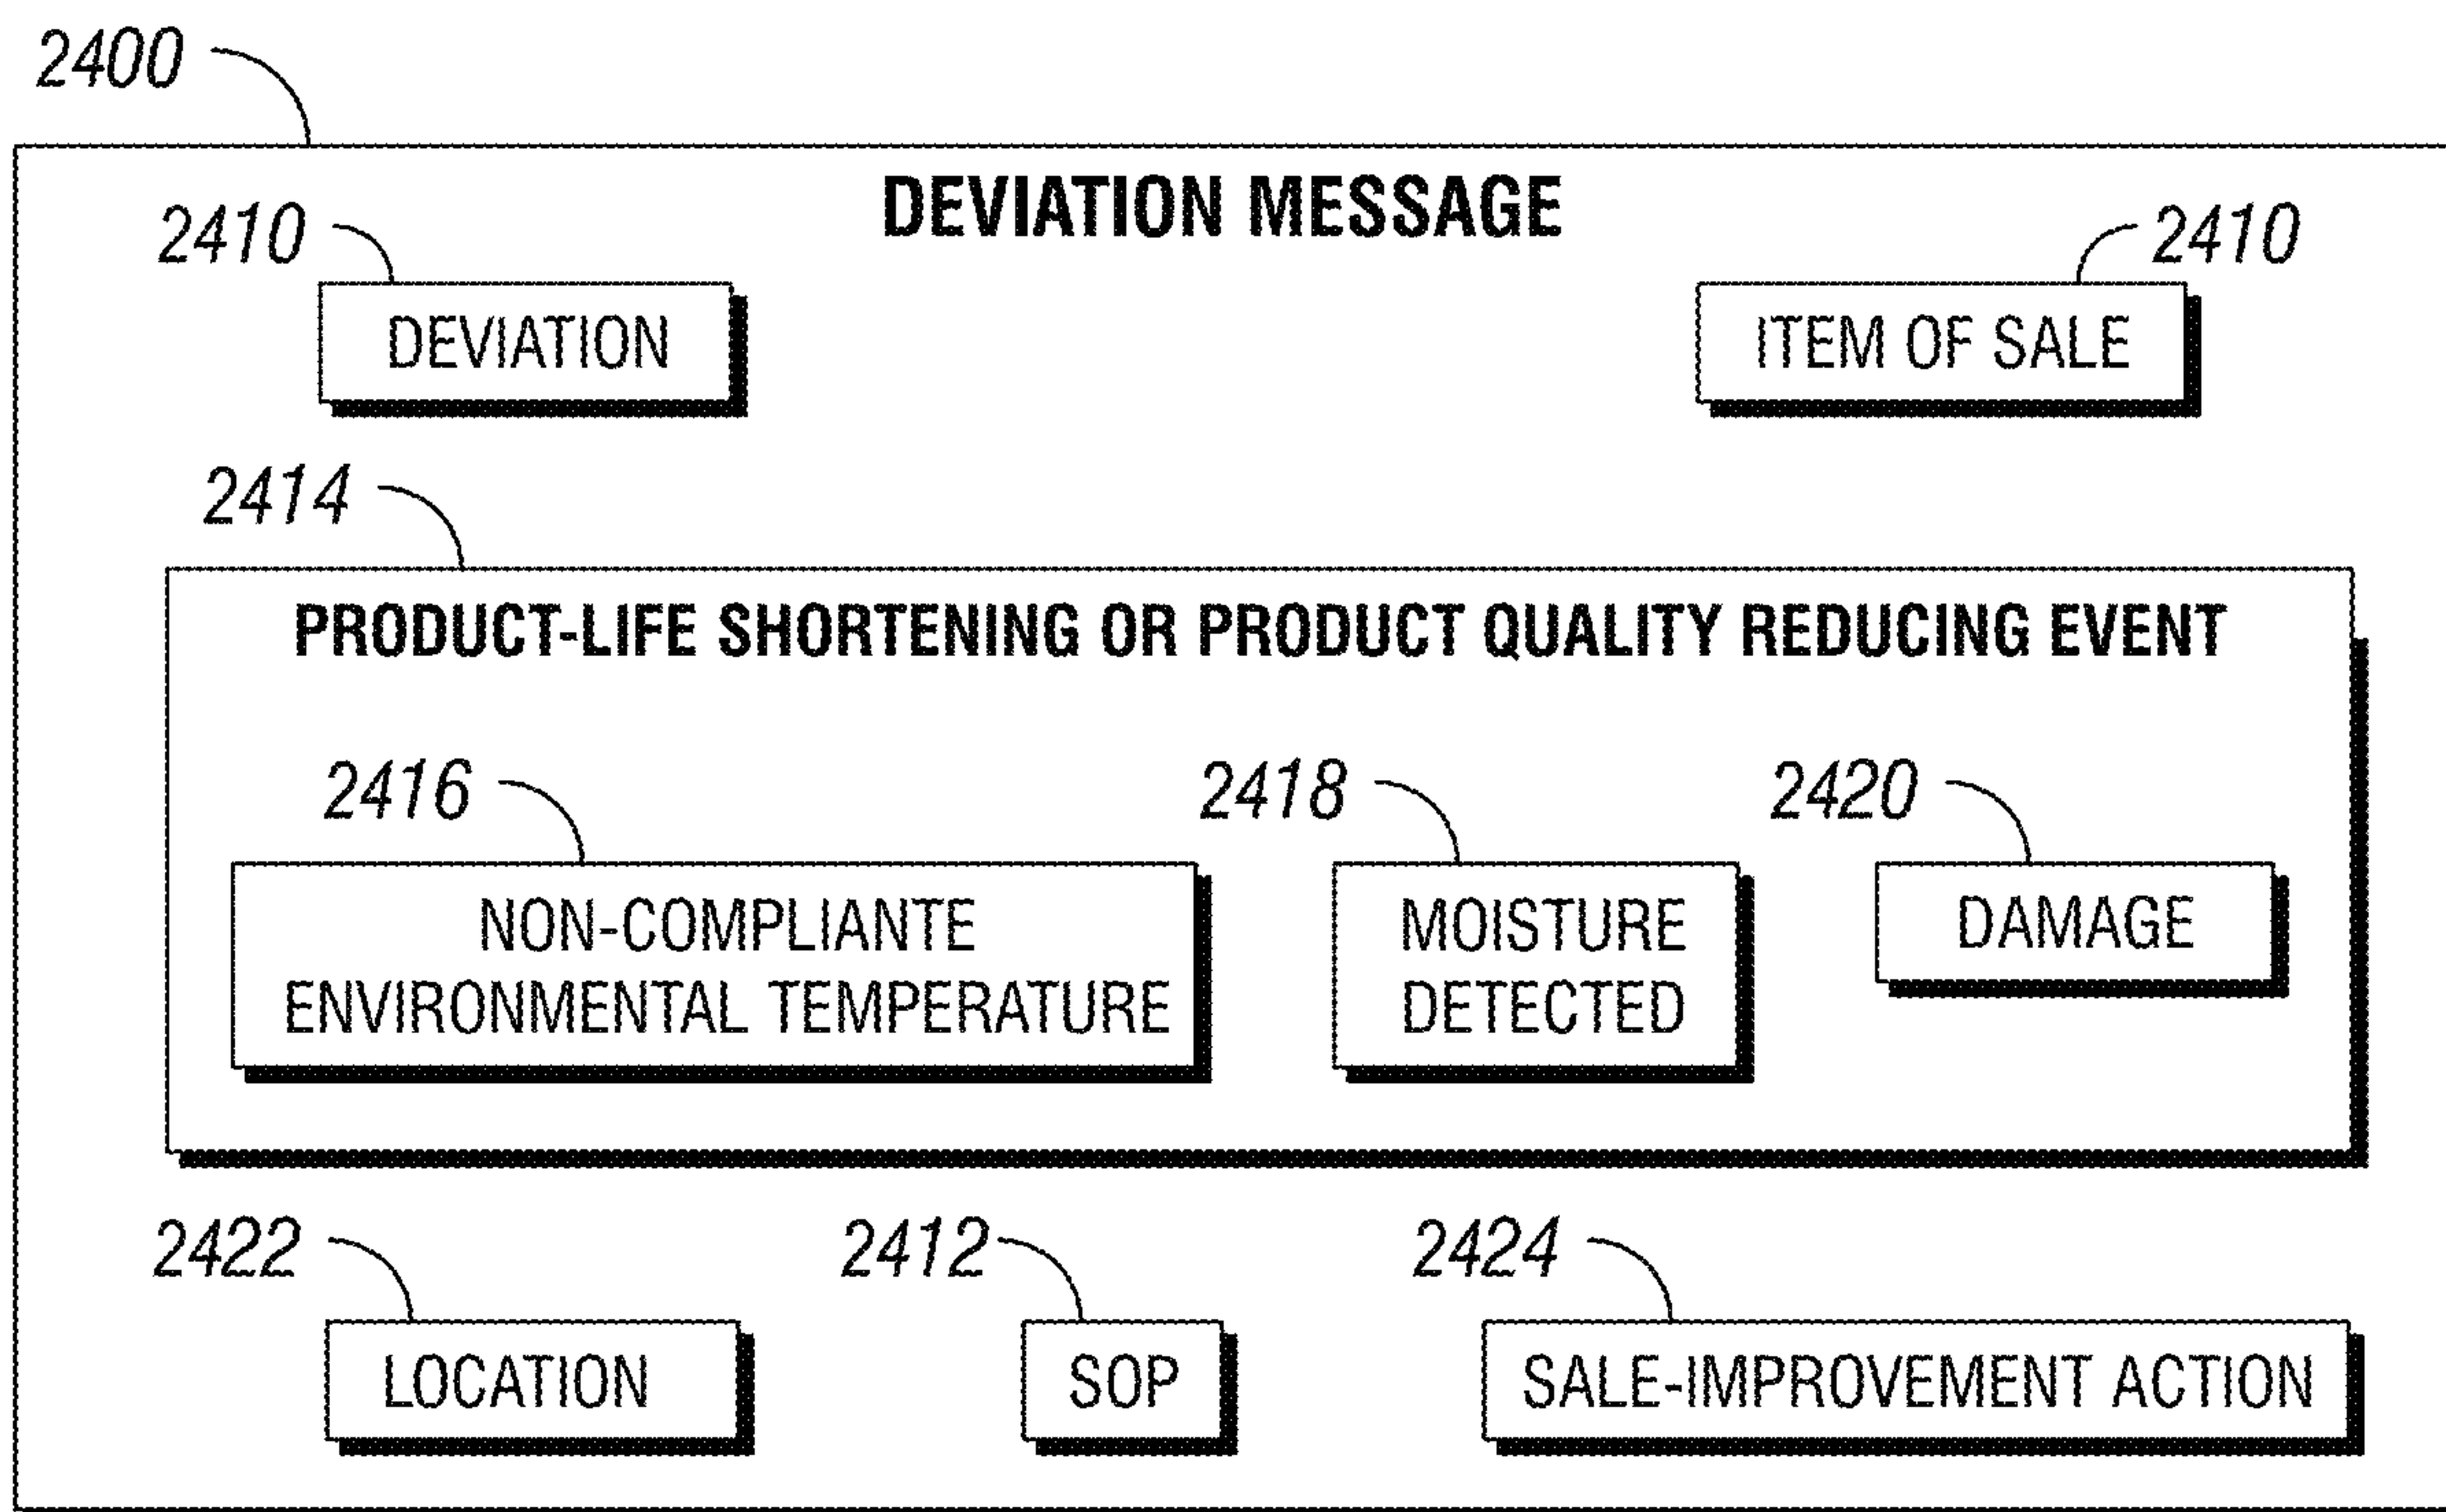 2400
DEVIATION MESSAGE
2410
2410
DEVIATION
ITEM OF SALE
2414
PRODUCT-LIFE SHORTENING OR PRODUCT QUALITY REDUCING EVENT
2416
2418
2420
NON-COMPLIANTE
ENVIRONMENTAL TEMPERATURE
MOISTURE
DETECTED
DAMAGE
2422
2412
2424
LOCATION
SOP
SALE-IMPROVEMENT ACTION